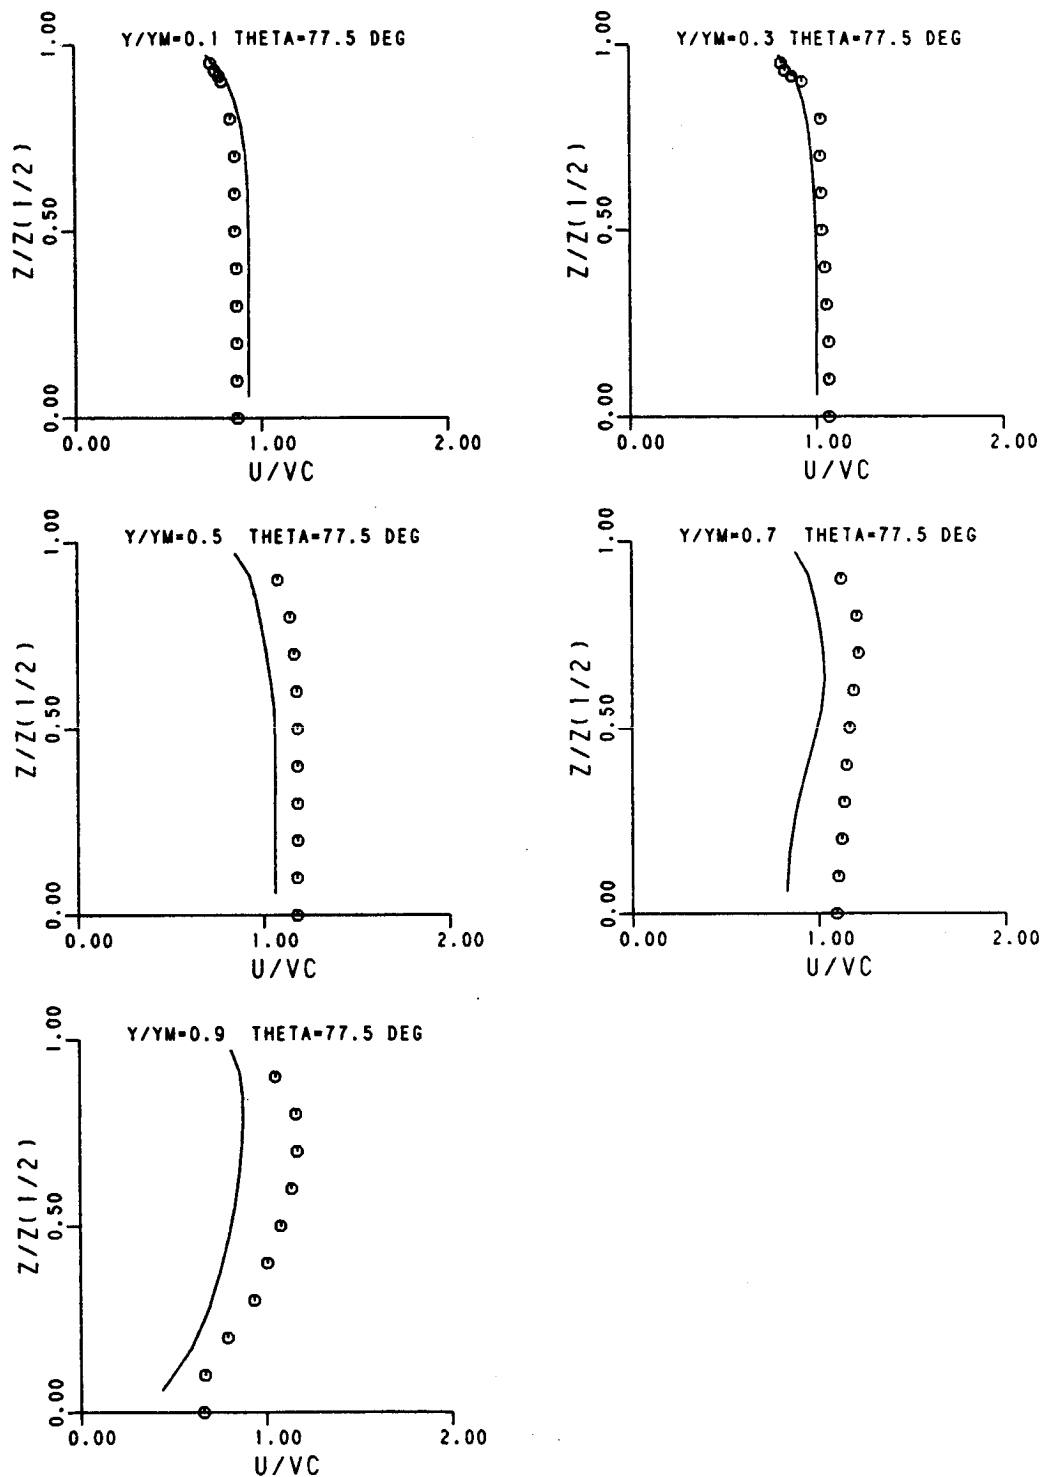 Y/YM=0.1 THETA=77.5 DEG
1.00
Z/Z(1/2)
0.50
0.00
0.00 1.00 2.00
U/VC
Y/YM=0.3 THETA=77.5 DEG
1.00
Z/Z(1/2)
0.50
0.00
0.00 1.00 2.00
U/VC
Y/YM=0.5 THETA=77.5 DEG
1.00
Z/Z(1/2)
0.50
0.00
0.00 1.00 2.00
U/VC
Y/YM=0.7 THETA=77.5 DEG
1.00
Z/Z(1/2)
0.50
0.00
0.00 1.00 2.00
U/VC
Y/YM=0.9 THETA=77.5 DEG
1.00
Z/Z(1/2)
0.50
0.00
0.00 1.00 2.00
U/VC